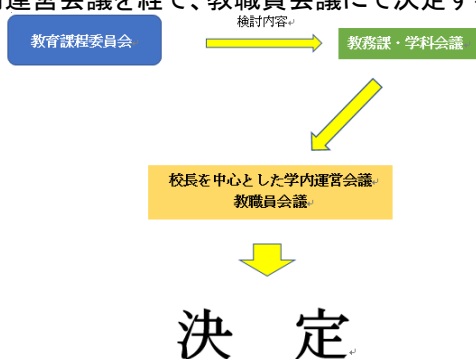 運営会議を経て、教職員会議にて決定す
検討内容
教育課程委員会
教務課・学科会議
校長を中心とした学内運営会議
教職員会議
決 定